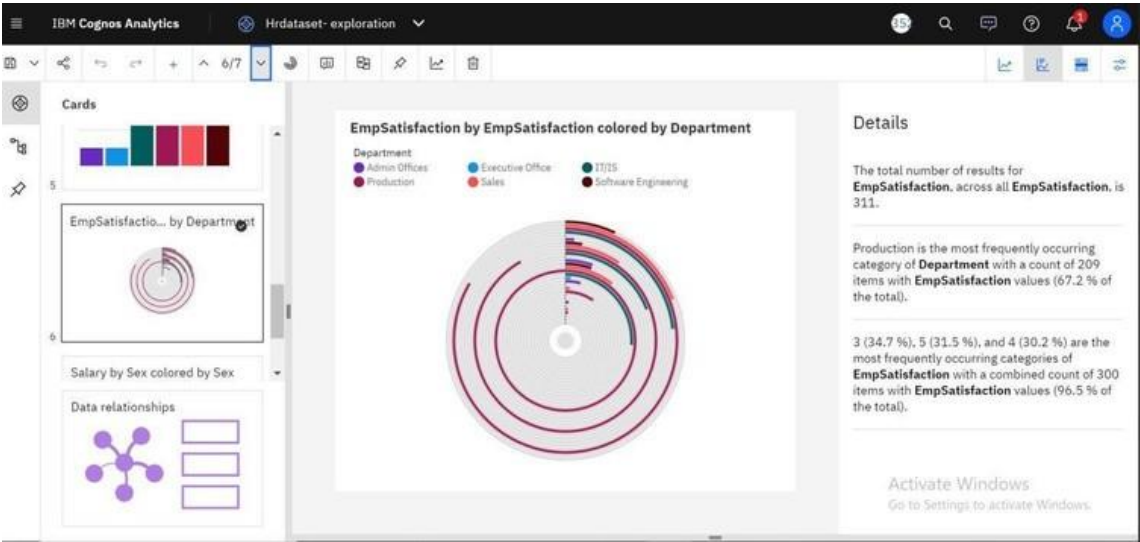 IBM Cognos Analytics
Hrdataset- exploration
1
6/7
Cards
5
EmpSatisfactio... by Department
6
Salary by Sex colored by Sex
Data relationships
EmpSatisfaction by EmpSatisfaction colored by Department
Department
Admin Offices
Executive Office
IT/IS
Production
Sales
Software Engineering
Details
The total number of results for
EmpSatisfaction, across all EmpSatisfaction, is
311.
Production is the most frequently occurring
category of Department with a count of 209
items with EmpSatisfaction values (67.2 % of
the total).
3 (34.7 %), 5 (31.5 %), and 4 (30.2 %) are the
most frequently occurring categories of
EmpSatisfaction with a combined count of 300
items with EmpSatisfaction values (96.5 % of
the total).
Activate Windows
Go to Settings to activate Windows.